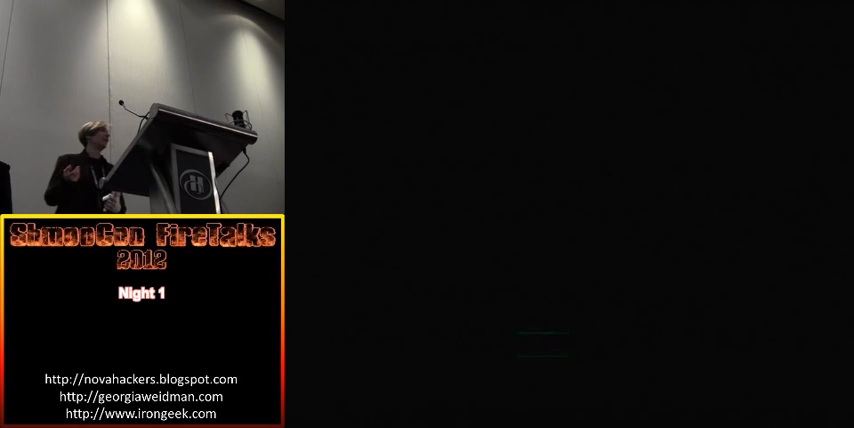 ShmooCon FireTalks
2012
Night 1
http://novahackers.blogspot.com
http://georgiaweidman.com
http://www.irongeek.com